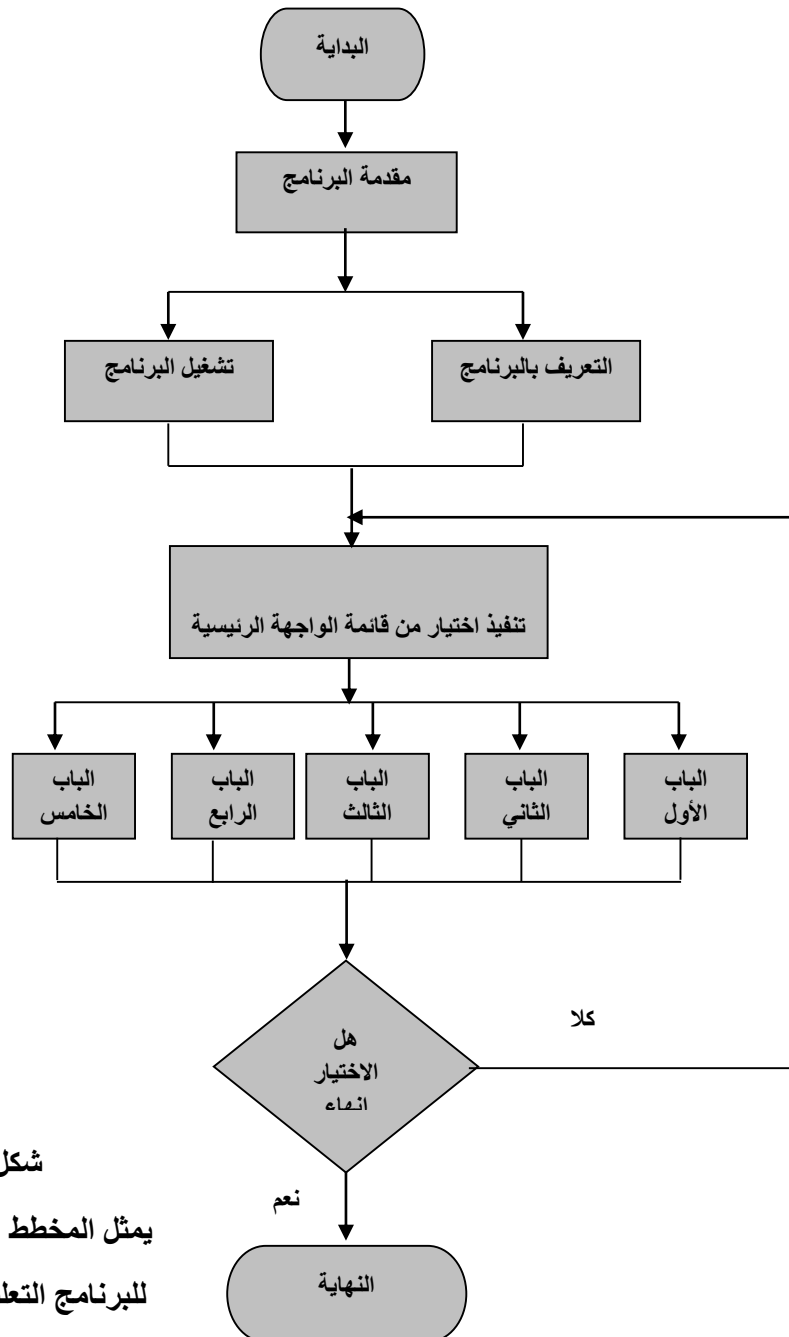 البداية
مقدمة البرنامج
التعريف بالبرنامج
تشغيل البرنامج
تنفيذ اختيار من قائمة الواجهة الرئيسية
الباب
الأول
الباب
الثاني
الباب
الثالث
الباب
الرابع
الباب
الخامس
هل
الاختيار
انهاء
كلا
نعم
النهاية
شكل
يمثل المخطط
للبرنامج